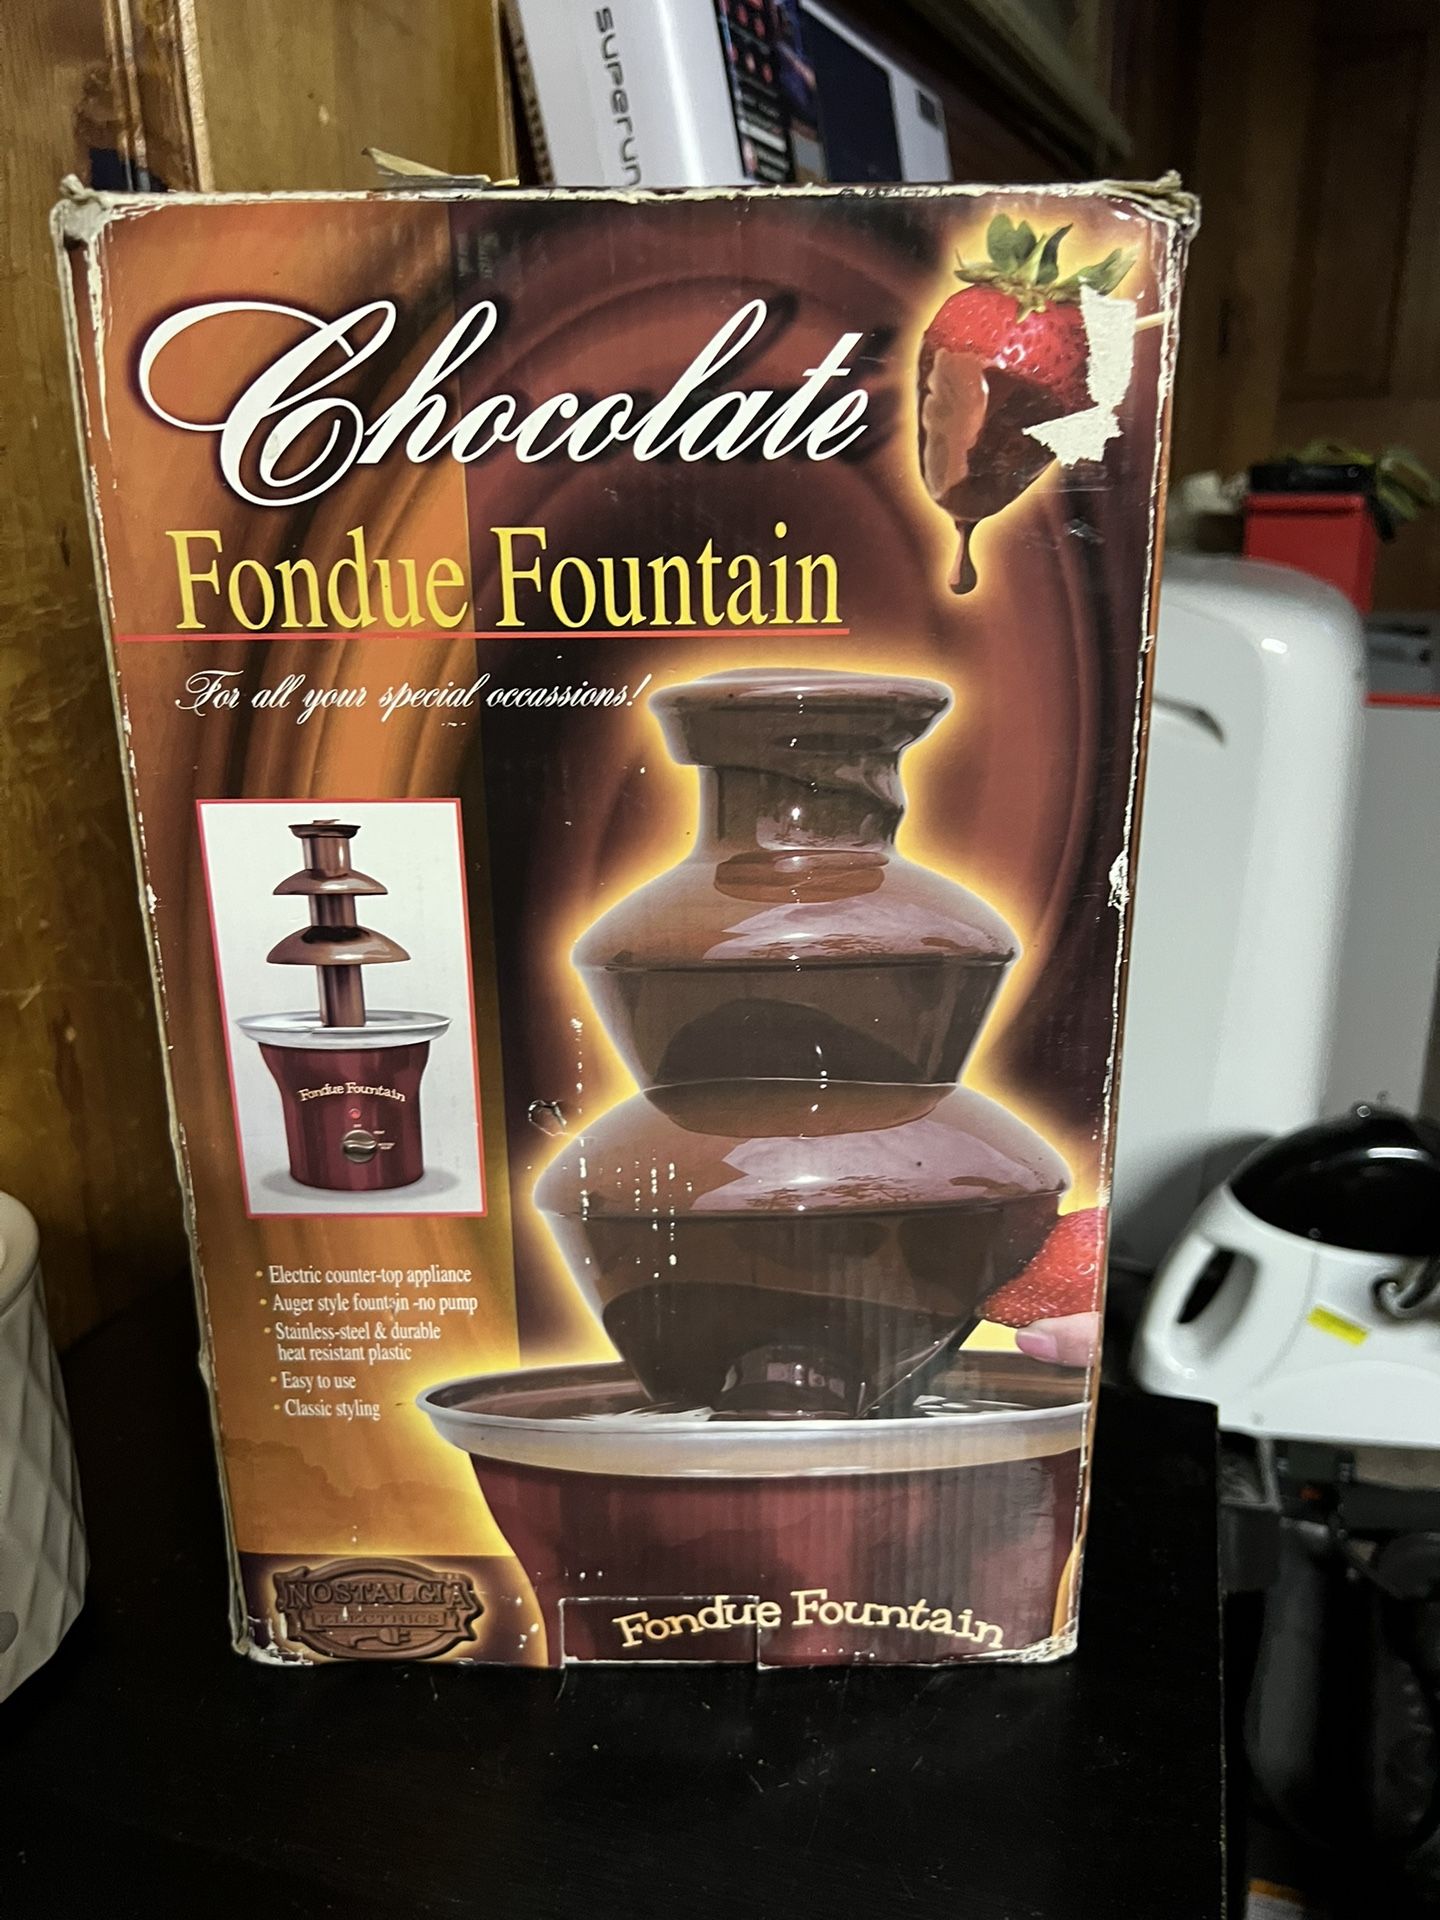 SUPERUN
Chocolate
Fondue Fountain
For all your special occassions!
Fondue Fountain
• Electric counter-top appliance
• Auger style fountain -no pump
• Stainless-steel & durable
heat resistant plastic
• Easy to use
• Classic styling
NOSTALGIA
ELECTRICS
Fondue Fountain